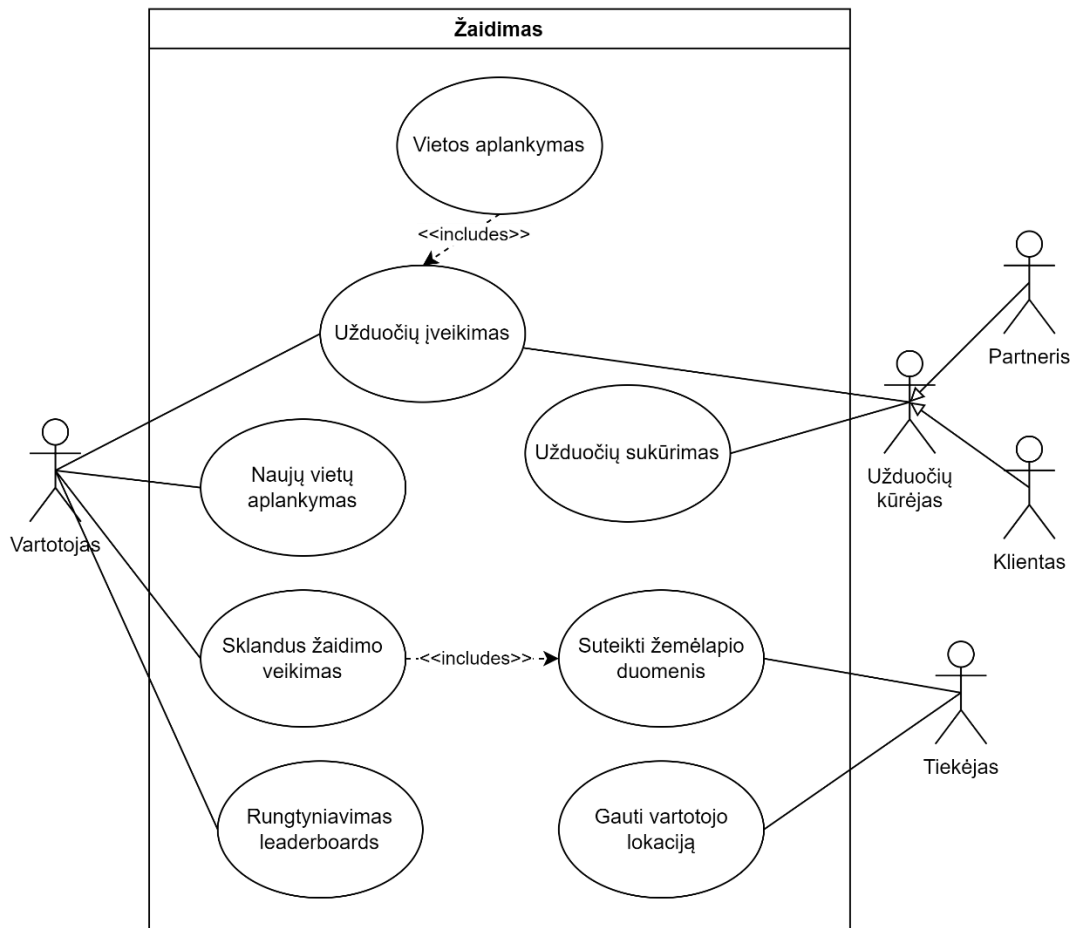 Žaidimas
Vietos aplankymas
<<includes>>
Užduočių įveikimas
Partneris
Užduočių sukūrimas
Užduočių
kūrėjas
Naujų vietų
aplankymas
Vartotojas
Klientas
Sklandus žaidimo
veikimas
<<includes>>
Suteikti žemėlapio
duomenis
Tiekėjas
Rungtyniavimas
leaderboards
Gauti vartotojo
lokaciją